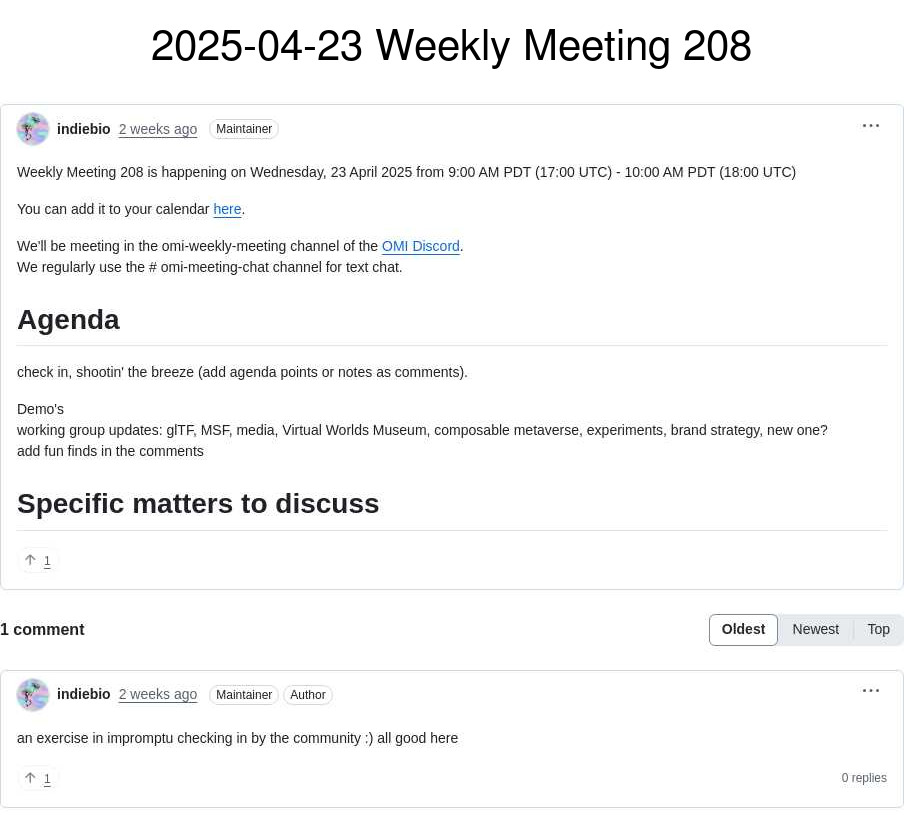 2025-04-23 Weekly Meeting 208
indiebio 2 weeks ago Maintainer
Weekly Meeting 208 is happening on Wednesday, 23 April 2025 from 9:00 AM PDT (17:00 UTC) - 10:00 AM PDT (18:00 UTC)
You can add it to your calendar here.
We'll be meeting in the omi-weekly-meeting channel of the OMI Discord.
We regularly use the # omi-meeting-chat channel for text chat.
Agenda
check in, shootin' the breeze (add agenda points or notes as comments).
Demo's
working group updates: glTF, MSF, media, Virtual Worlds Museum, composable metaverse, experiments, brand strategy, new one?
add fun finds in the comments
Specific matters to discuss
1
1 comment Oldest Newest Top
indiebio 2 weeks ago Maintainer Author
an exercise in impromptu checking in by the community :) all good here
1 0 replies